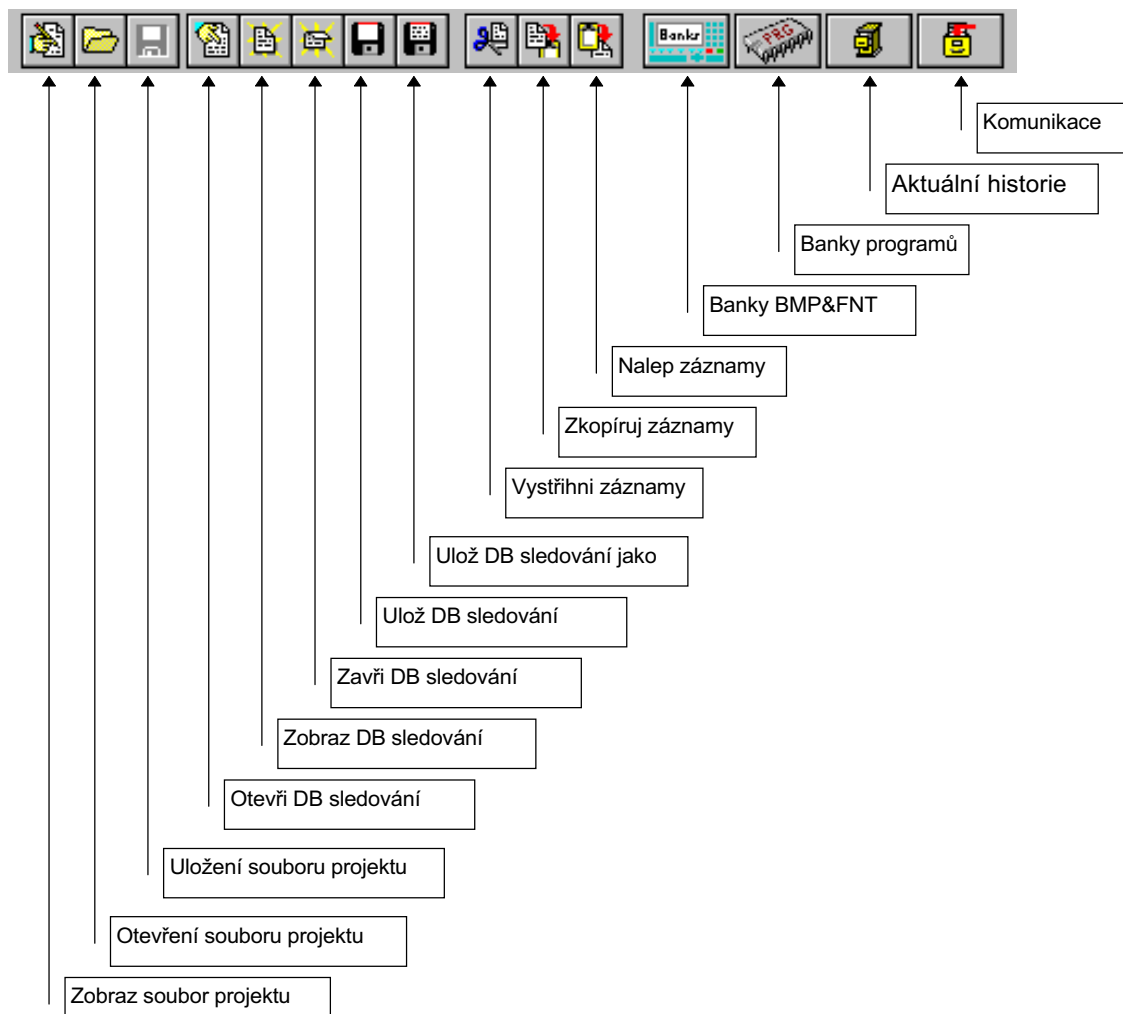 Banks
PRG
Komunikace
Aktuální historie
Banky programů
Banky BMP&FNT
Nalep záznamy
Zkopíruj záznamy
Vystřihni záznamy
Ulož DB sledování jako
Ulož DB sledování
Zavři DB sledování
Zobraz DB sledování
Otevři DB sledování
Uložení souboru projektu
Otevření souboru projektu
Zobraz soubor projektu